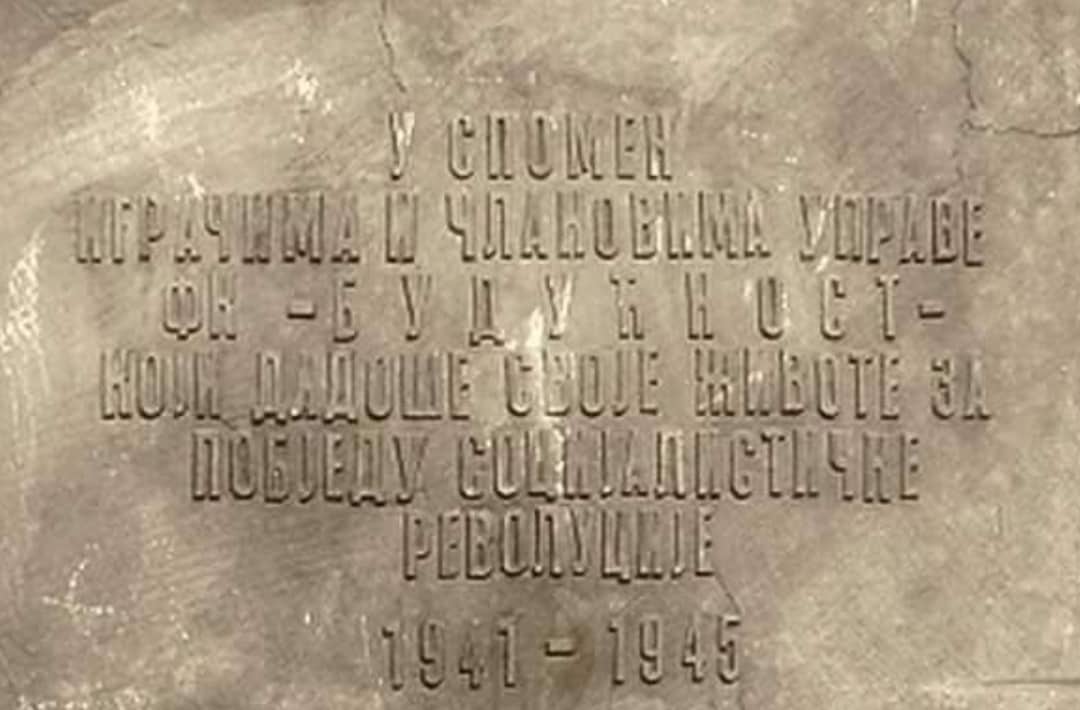 У СПОМЕН
ИГРАЧИМА И ЧЛАНОВИМА УПРАВЕ
ФК -БУДУЋНОСТ-
КОЈИ ДАДОШЕ СВОЈЕ ЖИВОТЕ ЗА
ПОБЈЕДУ СОЦИЈАЛИСТИЧКЕ
РЕВОЛУЦИЈЕ
1941-1945